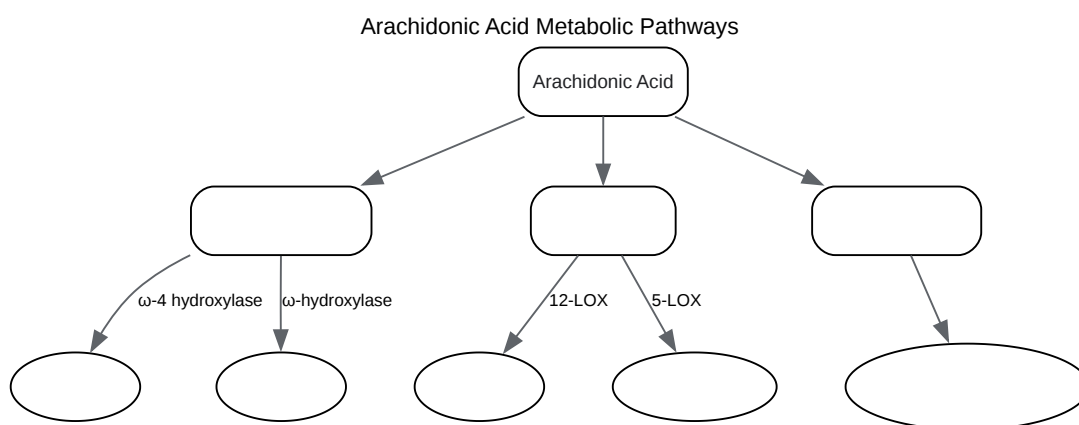 Arachidonic Acid Metabolic Pathways
Arachidonic Acid
ω-4 hydroxylase
ω-hydroxylase
12-LOX
5-LOX